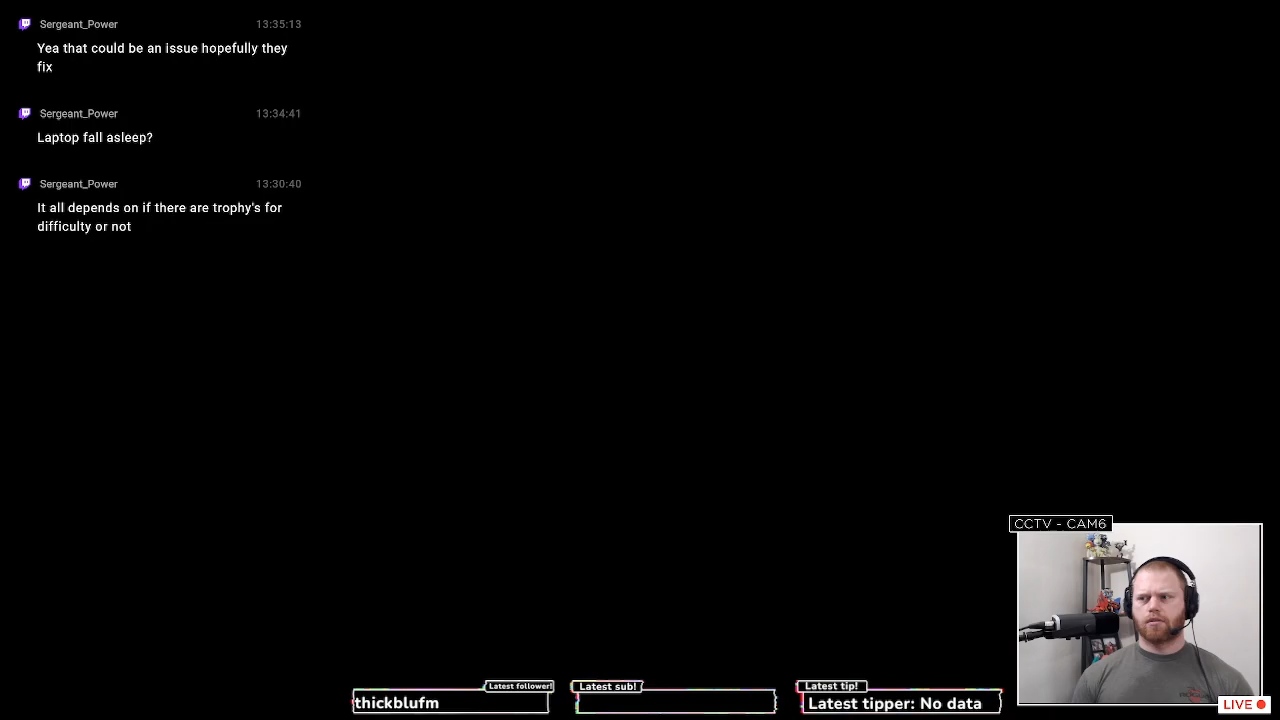 Sergeant_Power 13:35:13
Yea that could be an issue hopefully they
fix
Sergeant_Power 13:34:41
Laptop fall asleep?
Sergeant_Power 13:30:40
It all depends on if there are trophy's for
difficulty or not
CCTV - CAM6
Latest follower!
thickblufm
Latest sub!
Latest tip!
Latest tipper: No data
LIVE